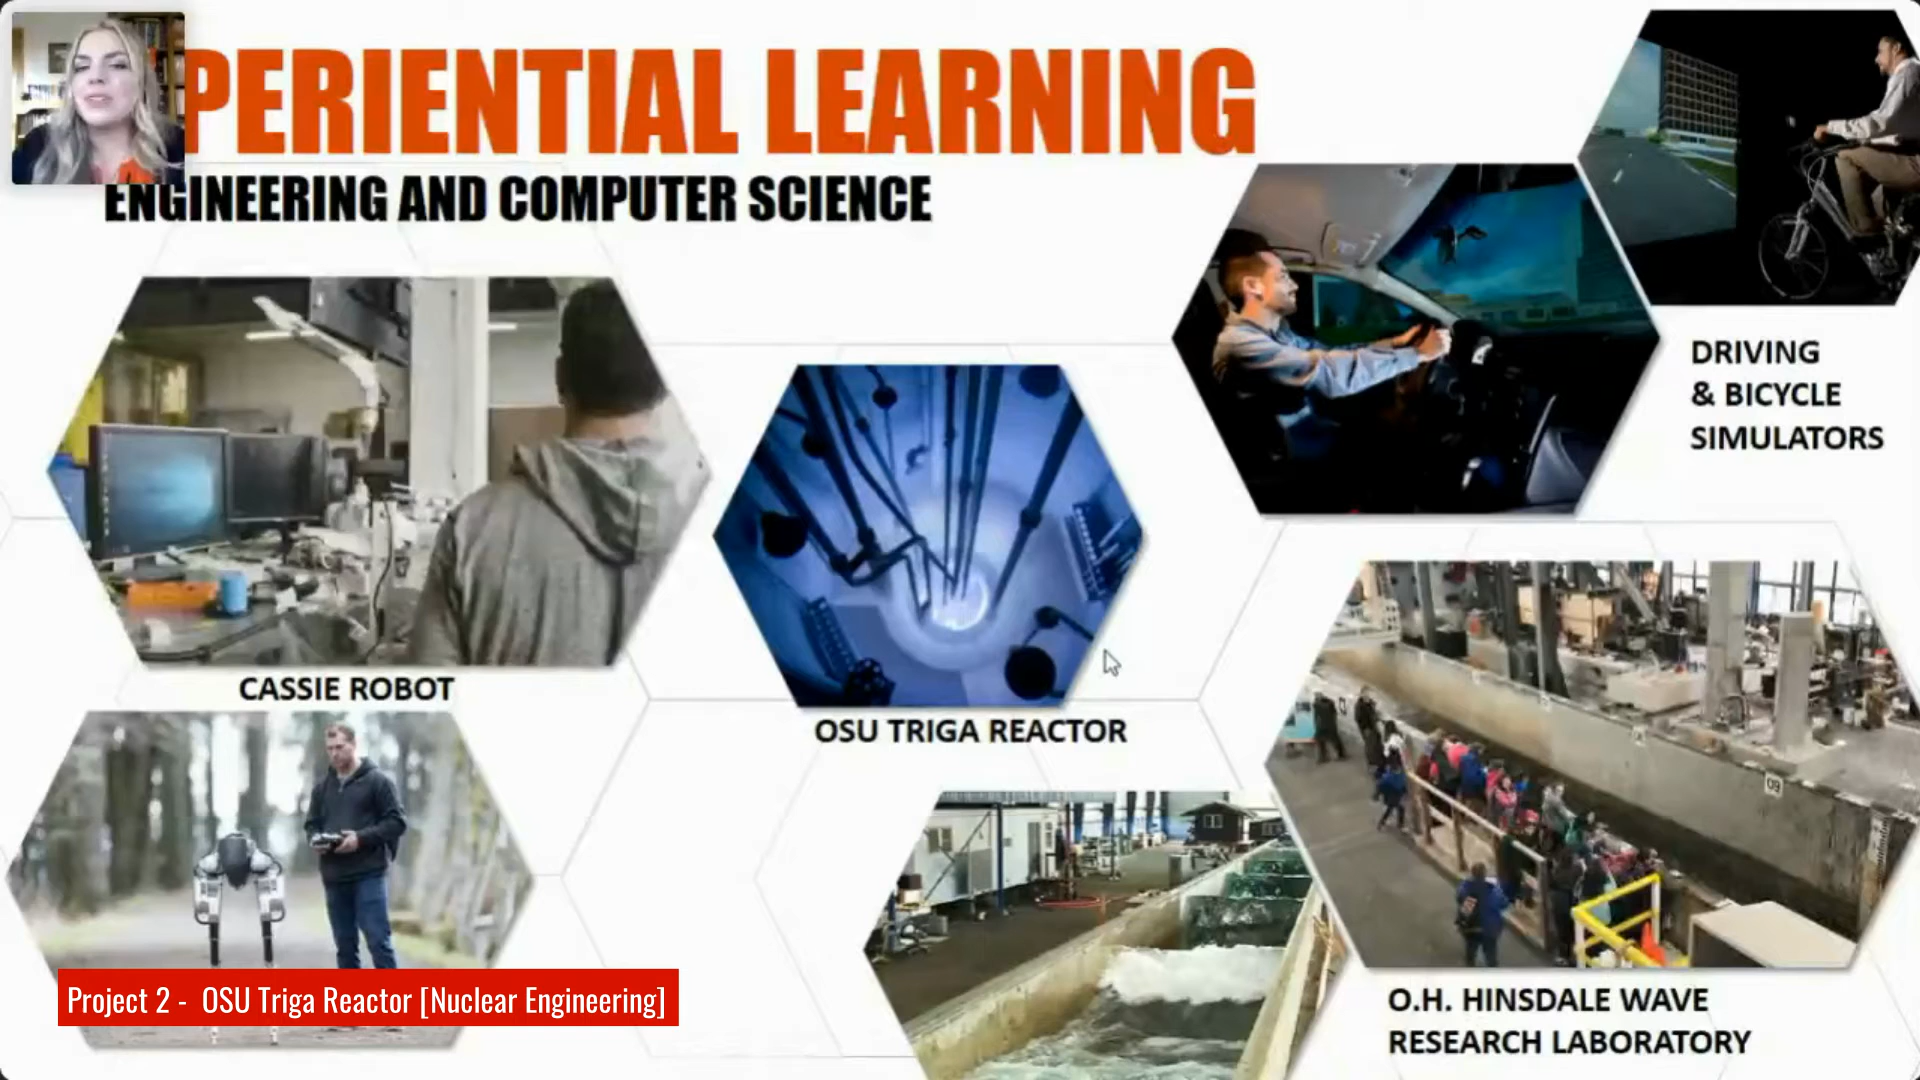 PERIENTIAL LEARNING
ENGINEERING AND COMPUTER SCIENCE
DRIVING
& BICYCLE
SIMULATORS
CASSIE ROBOT
OSU TRIGA REACTOR
09
Project 2 - OSU Triga Reactor [Nuclear Engineering]
O.H. HINSDALE WAVE
RESEARCH LABORATORY